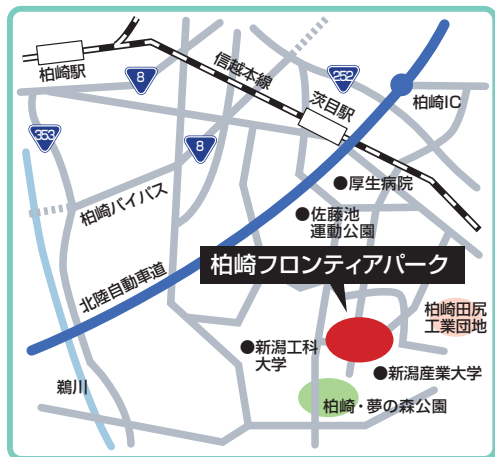 柏崎駅
8
信越本線
252
柏崎IC
茨目駅
353
8
厚生病院
柏崎バイパス
佐藤池
運動公園
柏崎フロンティアパーク
北陸自動車道
柏崎田尻
工業団地
新潟工科
大学
新潟産業大学
鵜川
柏崎・夢の森公園